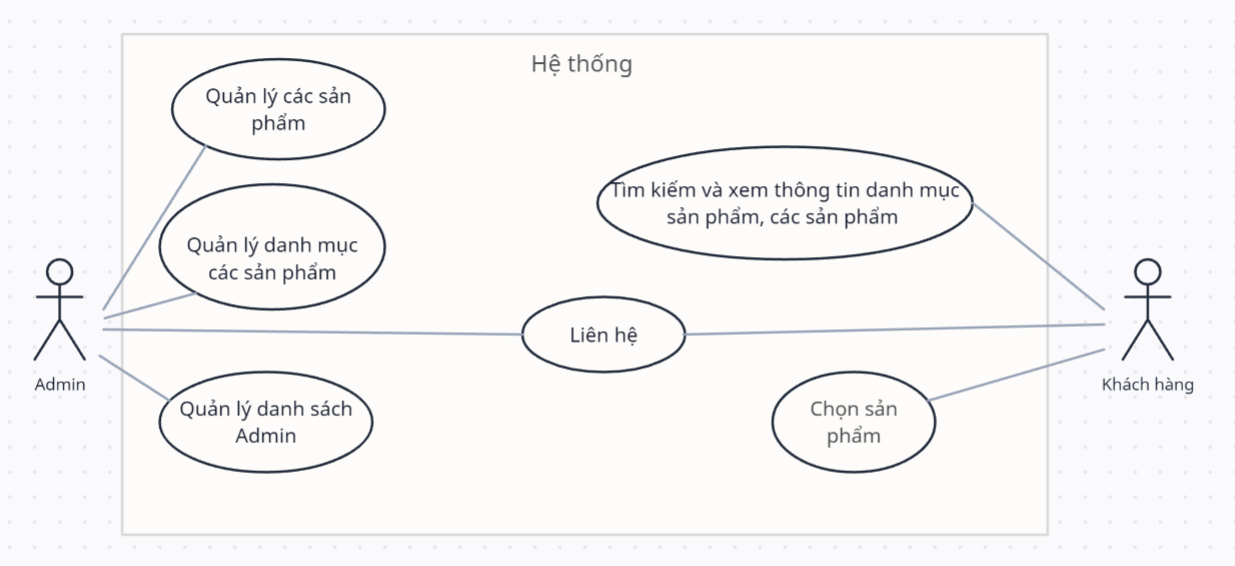 Hệ thống
Quản lý các sản
phẩm
Tìm kiếm và xem thông tin danh mục
sản phẩm, các sản phẩm
Quản lý danh mục
các sản phẩm
Liên hệ
Admin
Khách hàng
Quản lý danh sách
Admin
Chọn sản
phẩm